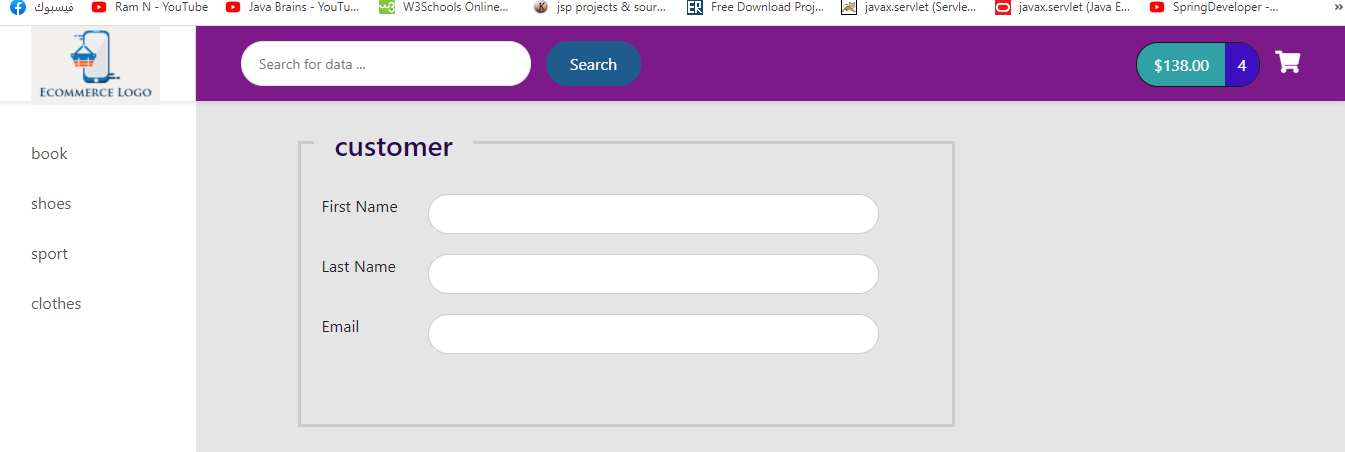 فيسبوك Ram N - YouTube Java Brains - YouTu... W3Schools Online... jsp projects & sour... Free Download Proj... javax.servlet (Servle... javax.servlet (Java E... SpringDeveloper -... »
ECOMMERCE LOGO
Search for data ... Search $138.00 4
book
shoes
sport
clothes
customer
First Name
Last Name
Email